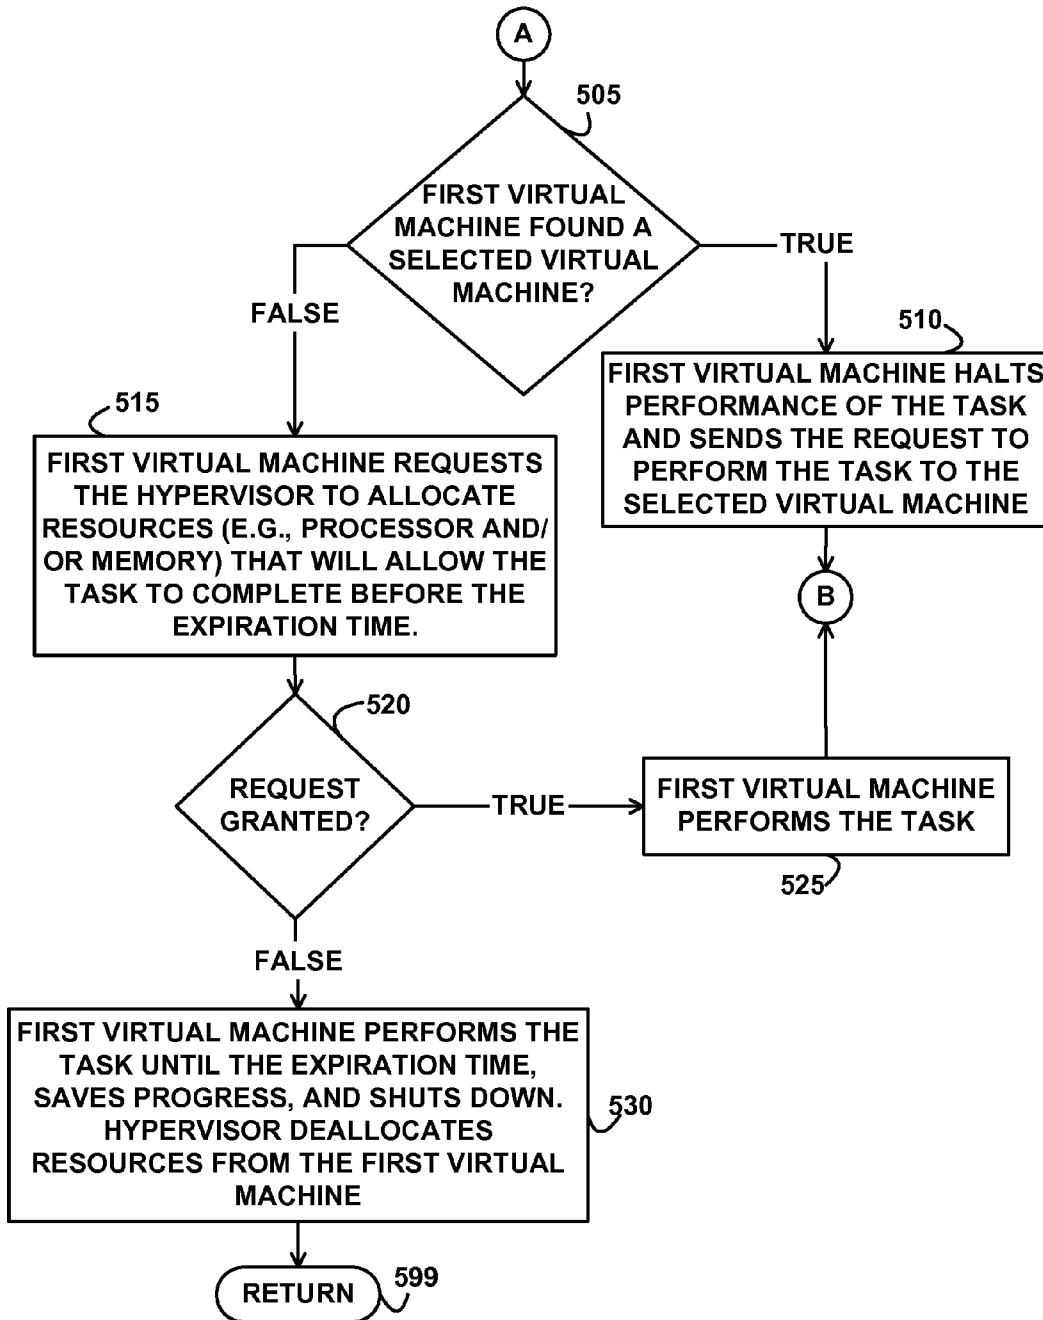 A
505
FIRST VIRTUAL
MACHINE FOUND A
SELECTED VIRTUAL
MACHINE?
TRUE
FALSE
510
FIRST VIRTUAL MACHINE HALTS
PERFORMANCE OF THE TASK
AND SENDS THE REQUEST TO
PERFORM THE TASK TO THE
SELECTED VIRTUAL MACHINE
515
FIRST VIRTUAL MACHINE REQUESTS
THE HYPERVISOR TO ALLOCATE
RESOURCES (E.G., PROCESSOR AND/
OR MEMORY) THAT WILL ALLOW THE
TASK TO COMPLETE BEFORE THE
EXPIRATION TIME.
B
520
REQUEST
GRANTED?
TRUE
FIRST VIRTUAL MACHINE
PERFORMS THE TASK
525
FALSE
FIRST VIRTUAL MACHINE PERFORMS THE
TASK UNTIL THE EXPIRATION TIME,
SAVES PROGRESS, AND SHUTS DOWN.
HYPERVISOR DEALLOCATES
RESOURCES FROM THE FIRST VIRTUAL
MACHINE
530
RETURN
599